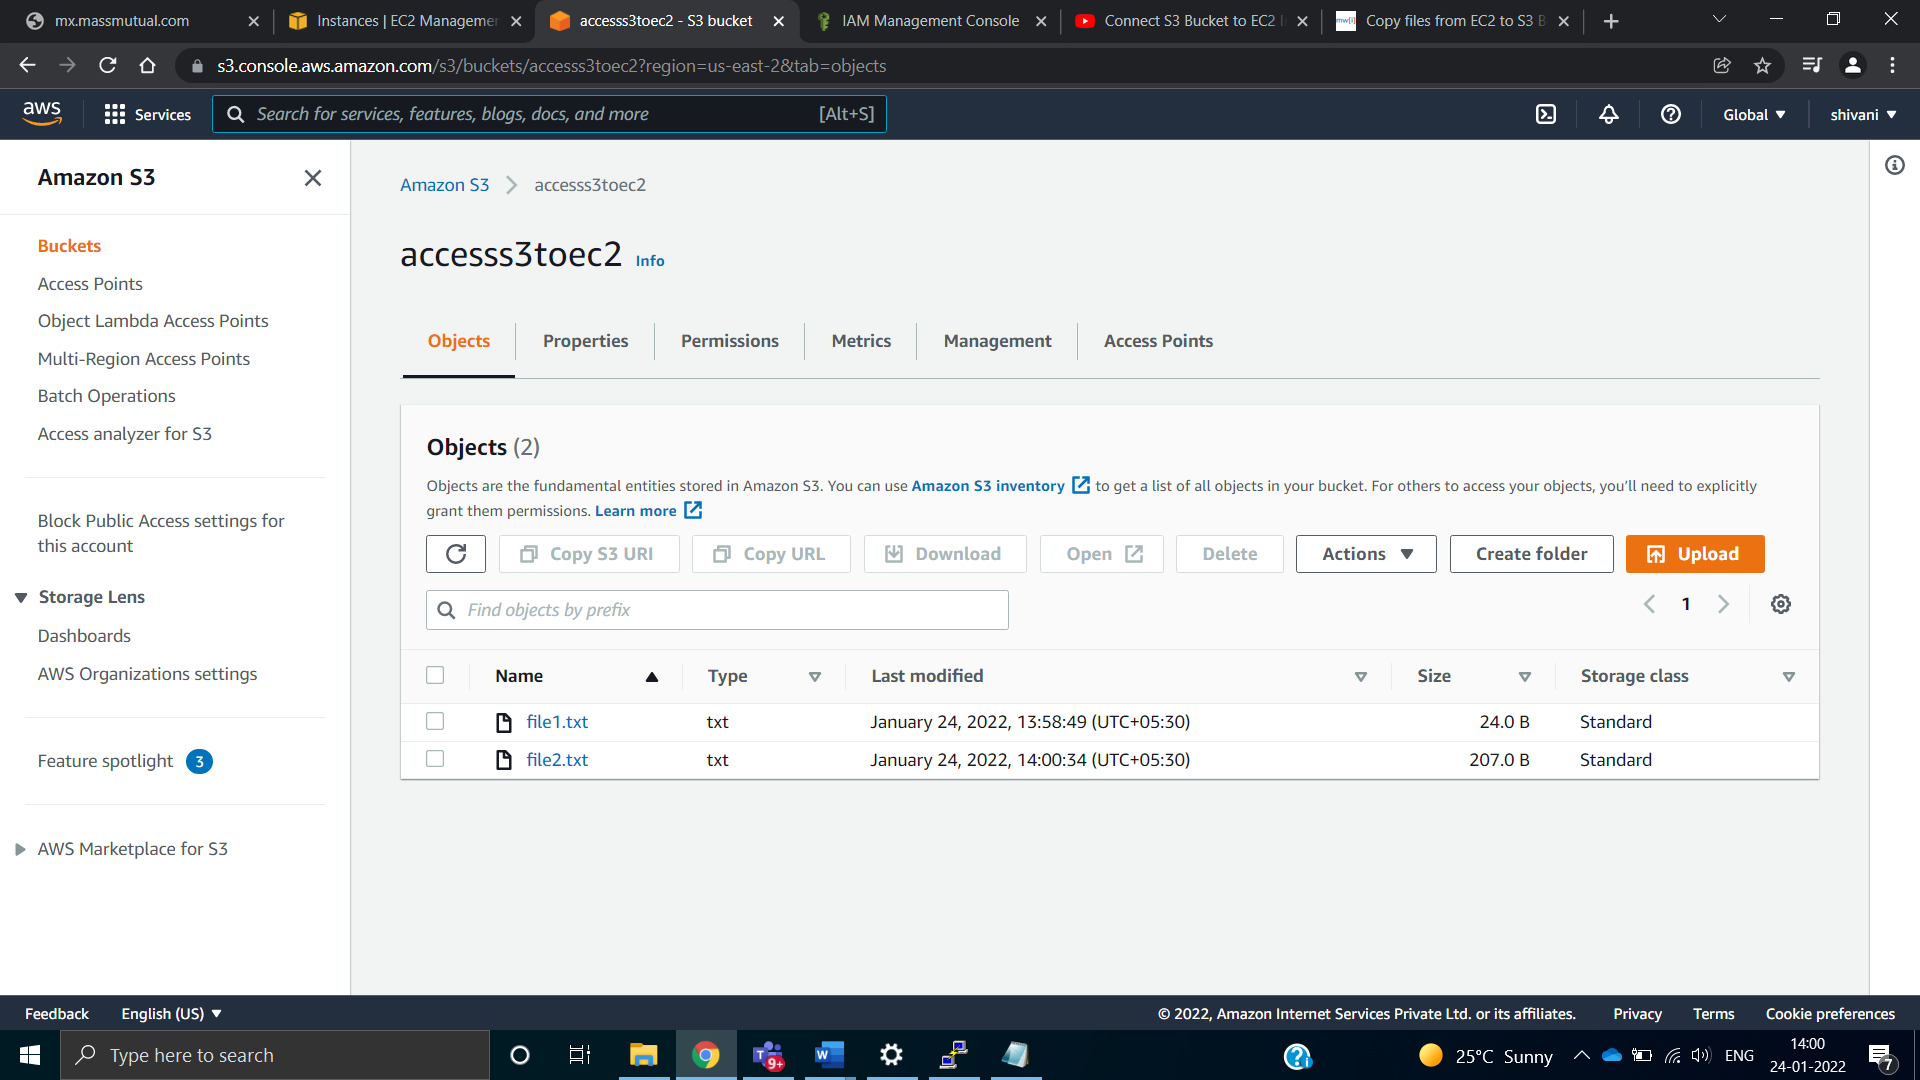 mx.massmutual.com
Instances | EC2 Managemen
accesss3toec2 - S3 bucket
IAM Management Console
Connect S3 Bucket to EC2 I
Copy files from EC2 to S3 B
s3.console.aws.amazon.com/s3/buckets/accesss3toec2?region=us-east-2&tab=objects
aws
Services
Search for services, features, blogs, docs, and more
[Alt+S]
Global
shivani
Amazon S3
Buckets
Access Points
Object Lambda Access Points
Multi-Region Access Points
Batch Operations
Access analyzer for S3
Block Public Access settings for
this account
Storage Lens
Dashboards
AWS Organizations settings
Feature spotlight 3
AWS Marketplace for S3
Amazon S3 > accesss3toec2
accesss3toec2 Info
Objects
Properties
Permissions
Metrics
Management
Access Points
Objects (2)
Objects are the fundamental entities stored in Amazon S3. You can use Amazon S3 inventory to get a list of all objects in your bucket. For others to access your objects, you'll need to explicitly
grant them permissions. Learn more
Copy S3 URI
Copy URL
Download
Open
Delete
Actions
Create folder
Upload
Find objects by prefix
1
Name Type Last modified Size Storage class
file1.txt txt January 24, 2022, 13:58:49 (UTC+05:30) 24.0 B Standard
file2.txt txt January 24, 2022, 14:00:34 (UTC+05:30) 207.0 B Standard
Feedback
English (US)
© 2022, Amazon Internet Services Private Ltd. or its affiliates.
Privacy
Terms
Cookie preferences
Type here to search
9+
25°C Sunny
ENG
14:00
24-01-2022
7